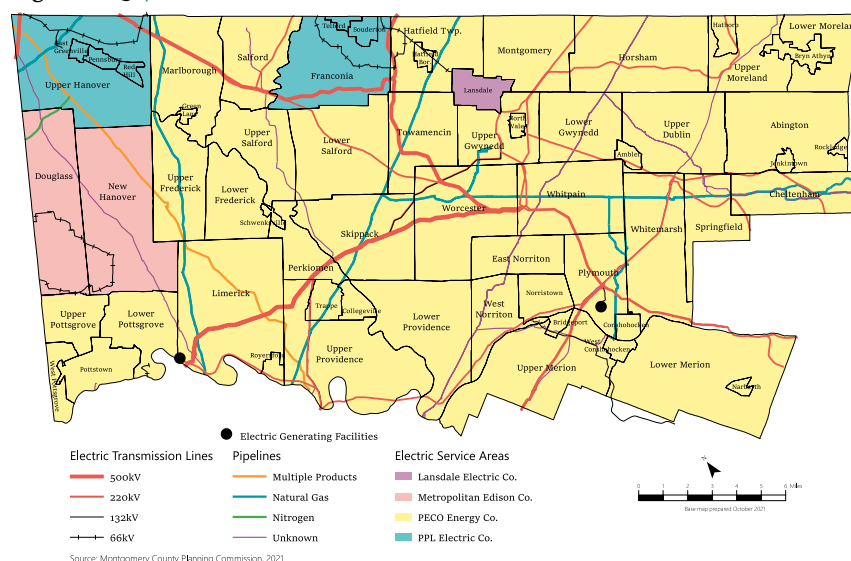 Telford
Souderton
Hatfield Twp.
Hatboro
Lower Moreland
East
Greenville
Pennsburg
Red
Hill
Upper Hanover
Marlborough
Salford
Franconia
Hatfield
Bor.
Montgomery
Horsham
Upper
Moreland
Bryn Athyn
Lansdale
Green
Lane
Upper
Salford
Lower
Salford
Towamencin
Upper
Gwynedd
North
Wales
Lower
Gwynedd
Upper
Dublin
Abington
Rockledge
Ambler
Jenkintown
Douglass
New
Hanover
Upper
Frederick
Lower
Frederick
Schwenksville
Skippack
Worcester
Whitpain
Cheltenham
Whitemarsh
Springfield
Perkiomen
East Norriton
Plymouth
Limerick
Norristown
West
Norriton
Trappe
Collegeville
Lower
Providence
Upper
Pottsgrove
Lower
Pottsgrove
Bridgeport
Conshohocken
West
Conshohocken
Royersford
Upper
Providence
Upper Merion
Lower Merion
Pottstown
West Pottsgrove
Narberth
Electric Generating Facilities
Electric Transmission Lines
500kV
220kV
132kV
66kV
Pipelines
Multiple Products
Natural Gas
Nitrogen
Unknown
Electric Service Areas
Lansdale Electric Co.
Metropolitan Edison Co.
PECO Energy Co.
PPL Electric Co.
N
0 1 2 3 4 5 6 Miles
Base map prepared October 2021
Source: Montgomery County Planning Commission, 2021